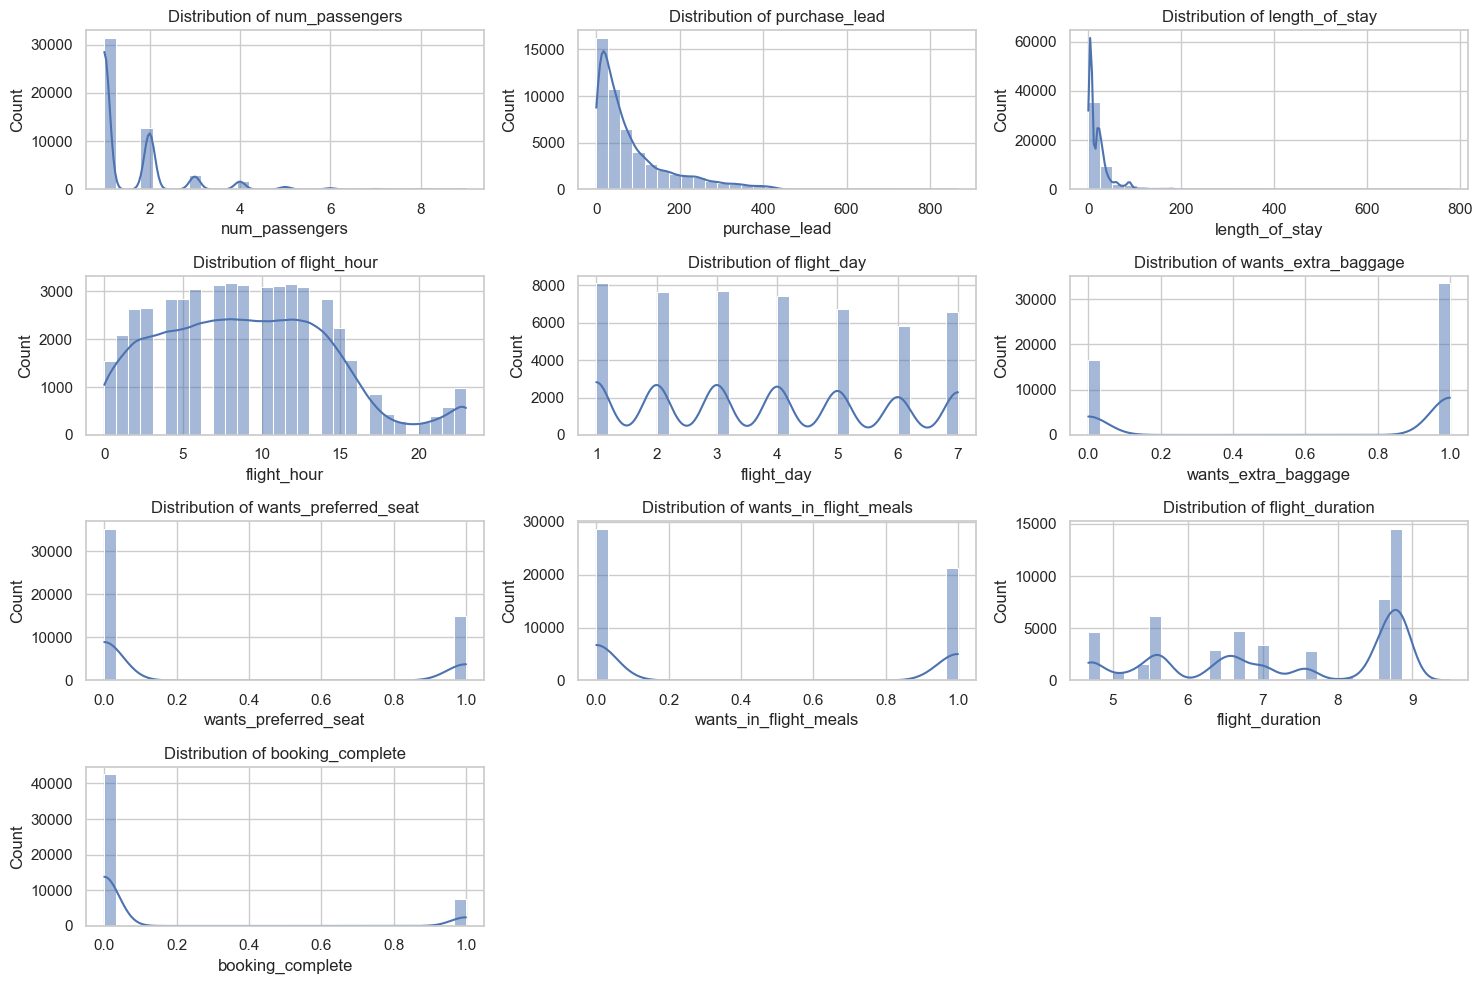 Distribution of num_passengers
30000
20000
10000
0
Count
2 4 6 8
num_passengers
Distribution of purchase_lead
15000
10000
5000
0
Count
0 200 400 600 800
purchase_lead
Distribution of length_of_stay
60000
40000
20000
0
Count
0 200 400 600 800
length_of_stay
Distribution of flight_hour
3000
2000
1000
0
Count
0 5 10 15 20
flight_hour
Distribution of flight_day
8000
6000
4000
2000
0
Count
1 2 3 4 5 6 7
flight_day
Distribution of wants_extra_baggage
30000
20000
10000
0
Count
0.0 0.2 0.4 0.6 0.8 1.0
wants_extra_baggage
Distribution of wants_preferred_seat
30000
20000
10000
0
Count
0.0 0.2 0.4 0.6 0.8 1.0
wants_preferred_seat
Distribution of wants_in_flight_meals
30000
20000
10000
0
Count
0.0 0.2 0.4 0.6 0.8 1.0
wants_in_flight_meals
Distribution of flight_duration
15000
10000
5000
0
Count
5 6 7 8 9
flight_duration
Distribution of booking_complete
40000
30000
20000
10000
0
Count
0.0 0.2 0.4 0.6 0.8 1.0
booking_complete